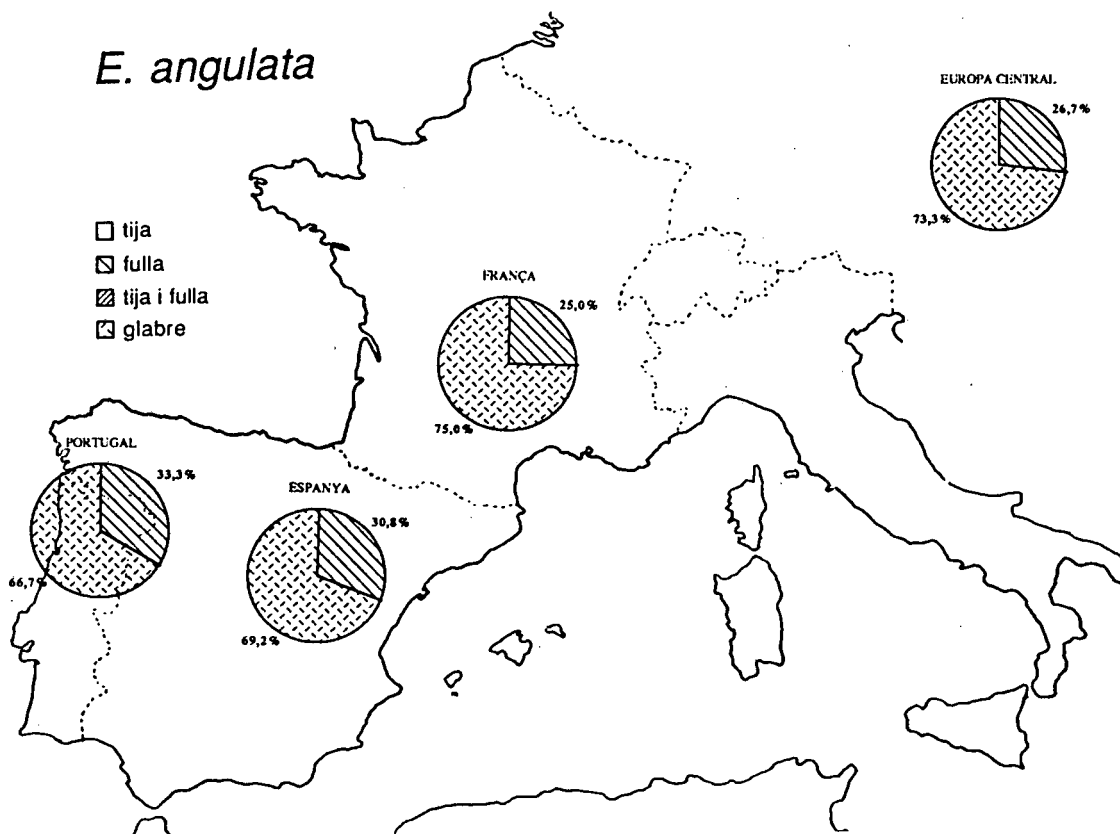 E. angulata
EUROPA CENTRAL
26,7%
73,3%
tija
fulla
tija i fulla
glabre
FRANÇA
25,0%
75,0%
PORTUGAL
33,3%
66,7%
ESPANYA
30,8%
69,2%